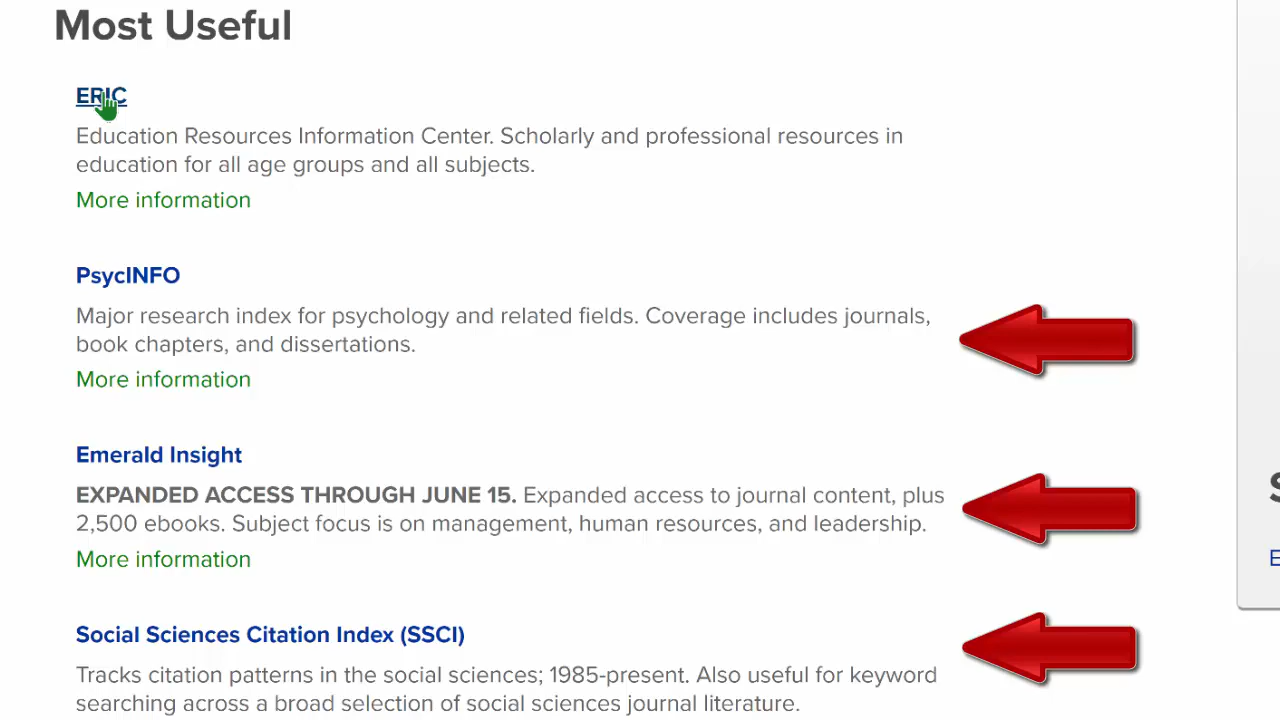 Most Useful
ERIC
Education Resources Information Center. Scholarly and professional resources in
education for all age groups and all subjects.
More information
PsycINFO
Major research index for psychology and related fields. Coverage includes journals,
book chapters, and dissertations.
More information
Emerald Insight
EXPANDED ACCESS THROUGH JUNE 15. Expanded access to journal content, plus
2,500 ebooks. Subject focus is on management, human resources, and leadership.
More information
Social Sciences Citation Index (SSCI)
Tracks citation patterns in the social sciences; 1985-present. Also useful for keyword
searching across a broad selection of social sciences journal literature.